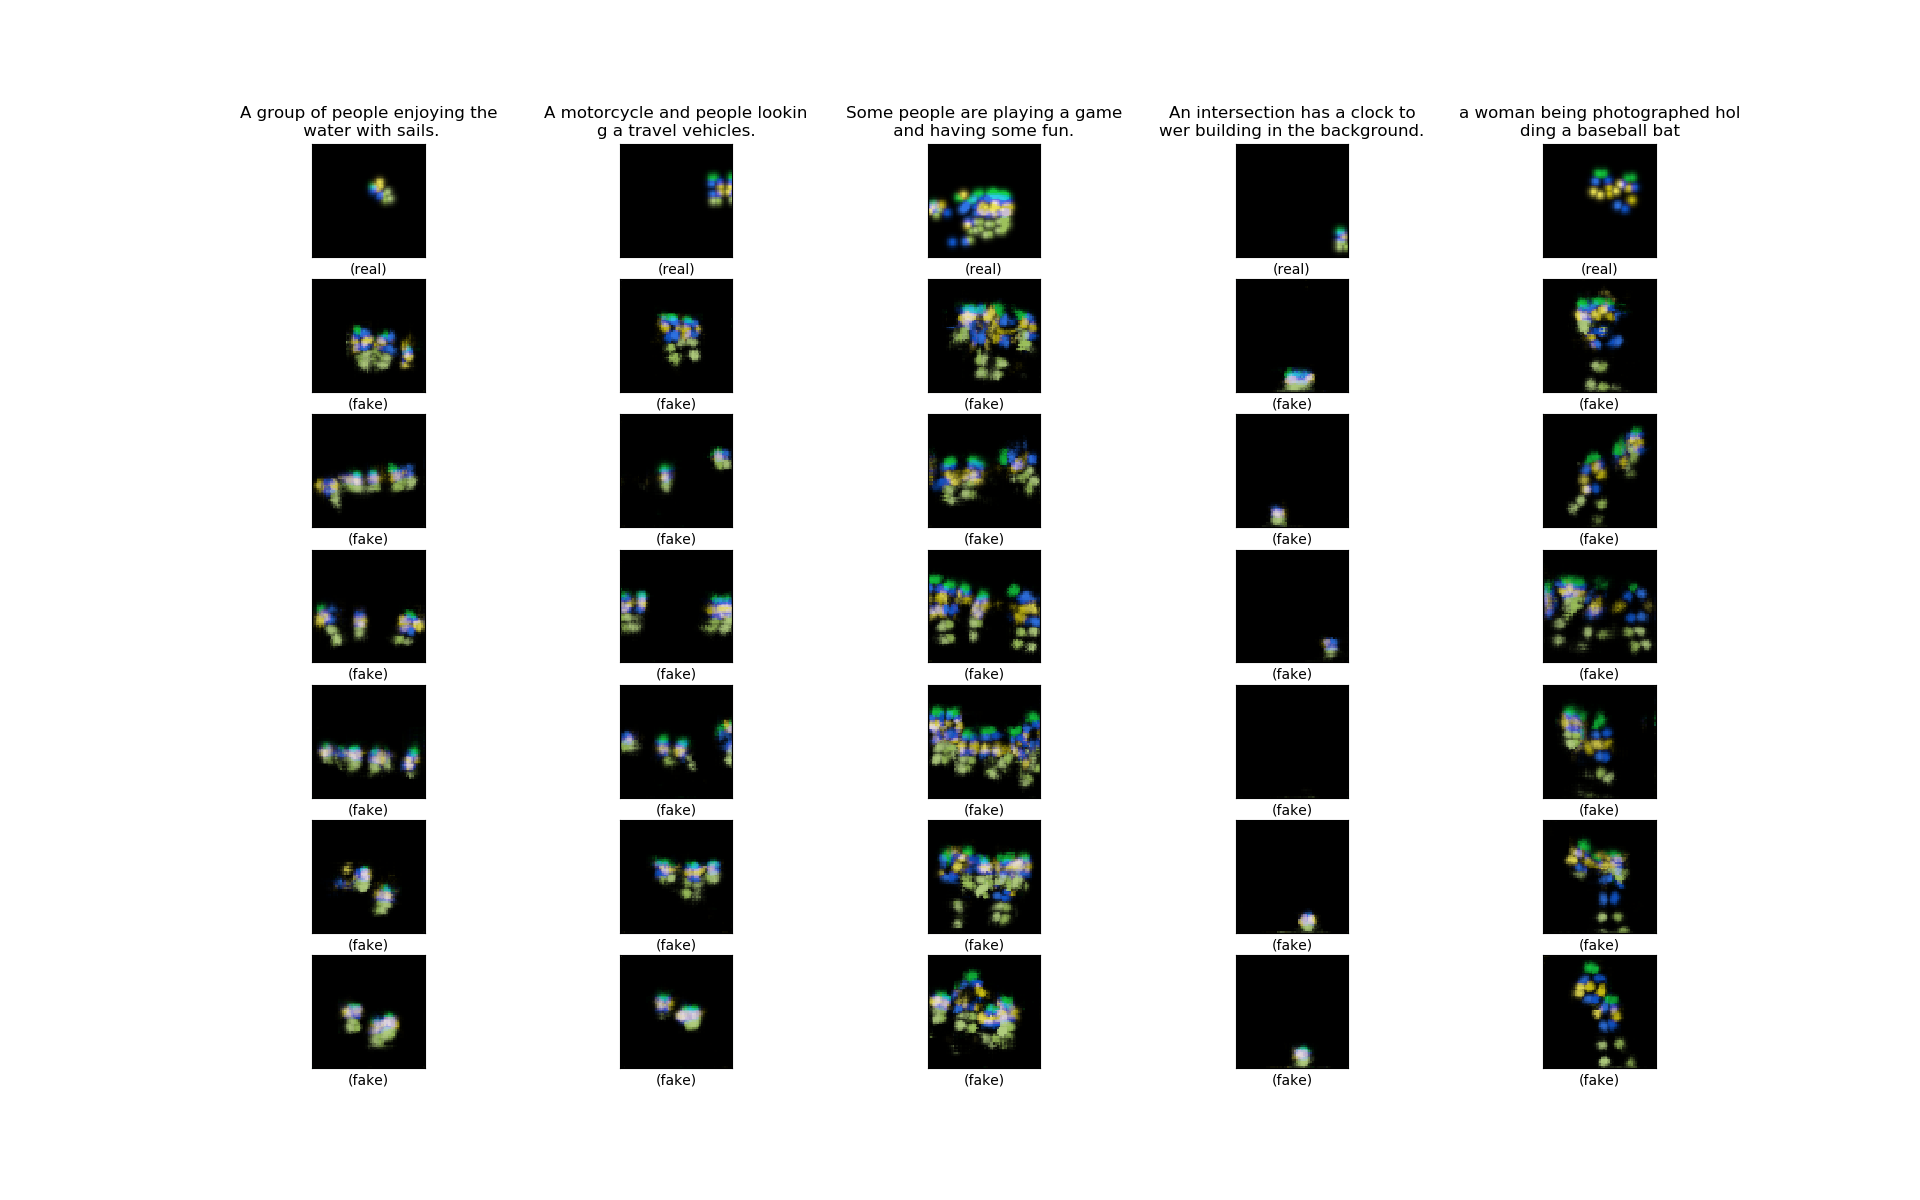 A group of people enjoying the
water with sails.
A motorcycle and people lookin
g a travel vehicles.
Some people are playing a game
and having some fun.
An intersection has a clock to
wer building in the background.
a woman being photographed hol
ding a baseball bat
(real) (real) (real) (real) (real)
(fake) (fake) (fake) (fake) (fake)
(fake) (fake) (fake) (fake) (fake)
(fake) (fake) (fake) (fake) (fake)
(fake) (fake) (fake) (fake) (fake)
(fake) (fake) (fake) (fake) (fake)
(fake) (fake) (fake) (fake) (fake)